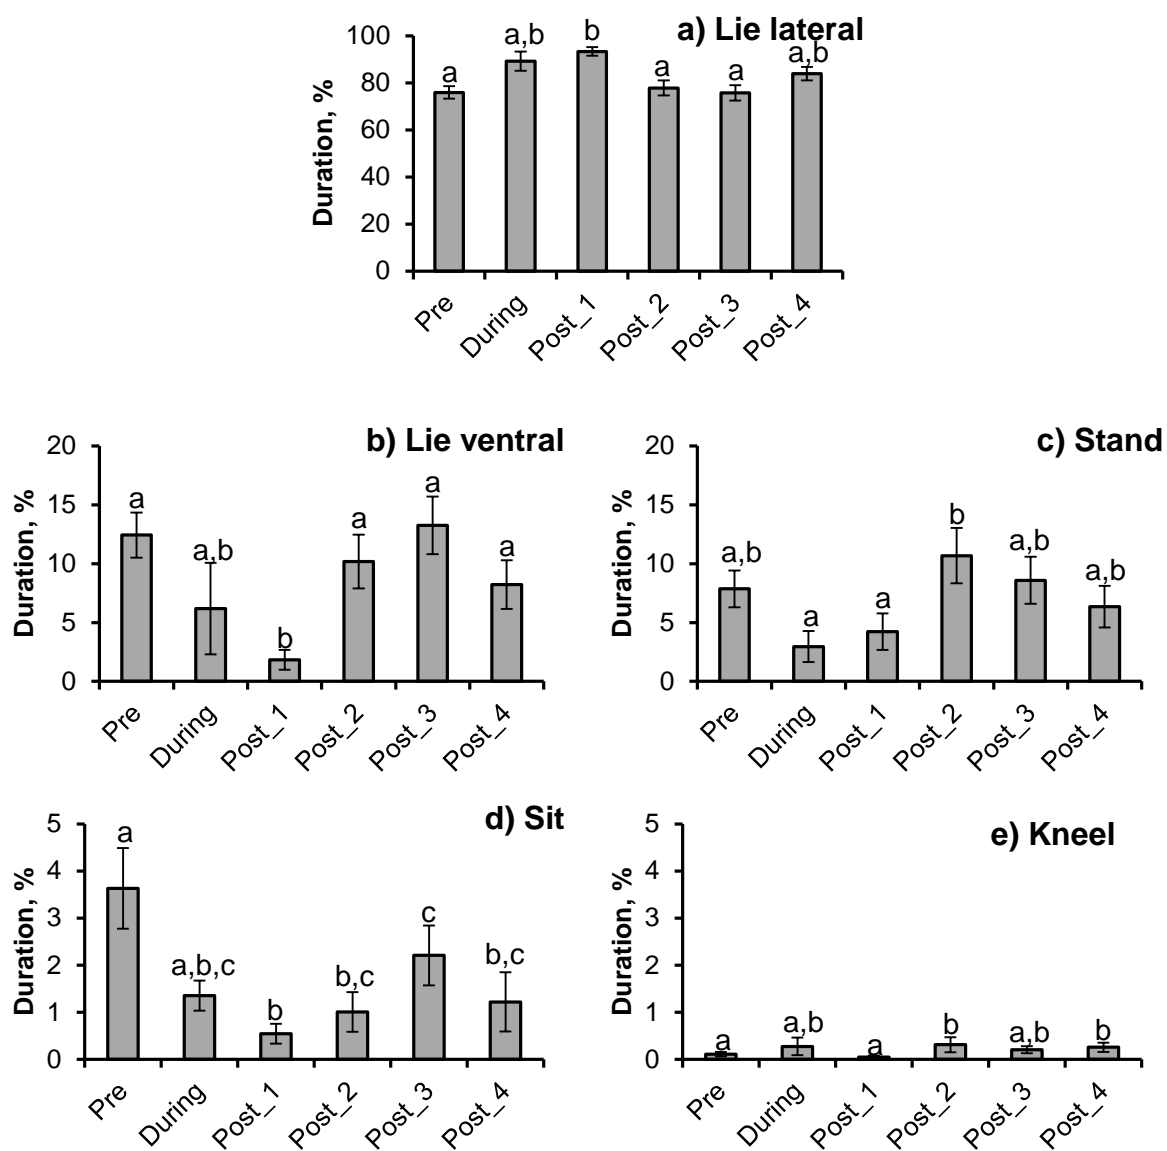 a) Lie lateral
Duration, %
100
80
60
40
20
0
a
a,b
b
a
a
a,b
Pre
During
Post_1
Post_2
Post_3
Post_4
b) Lie ventral
Duration, %
20
15
10
5
0
a
a,b
b
a
a
a
Pre
During
Post_1
Post_2
Post_3
Post_4
c) Stand
Duration, %
20
15
10
5
0
a,b
a
a
b
a,b
a,b
Pre
During
Post_1
Post_2
Post_3
Post_4
d) Sit
Duration, %
5
4
3
2
1
0
a
a,b,c
b
b,c
c
b,c
Pre
During
Post_1
Post_2
Post_3
Post_4
e) Kneel
Duration, %
5
4
3
2
1
0
a
a,b
a
b
a,b
b
Pre
During
Post_1
Post_2
Post_3
Post_4